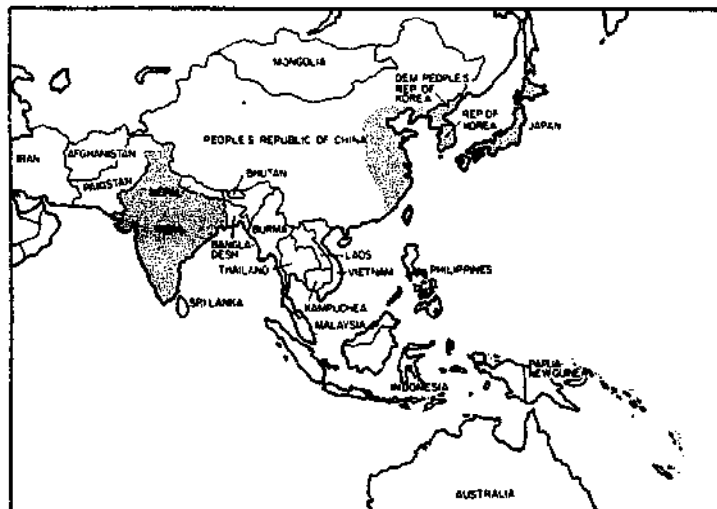 MONGOLIA
DEM PEOPLE'S
REP OF
KOREA
REP OF
KOREA
JAPAN
PEOPLE'S REPUBLIC OF CHINA
IRAN
AFGHANISTAN
PAKISTAN
NEPAL
BHUTAN
INDIA
BANGLA-
DESH
BURMA
LAOS
THAILAND
VIETNAM
PHILIPPINES
SRI LANKA
KAMPUCHEA
MALAYSIA
INDONESIA
PAPUA
NEW GUINEA
AUSTRALIA